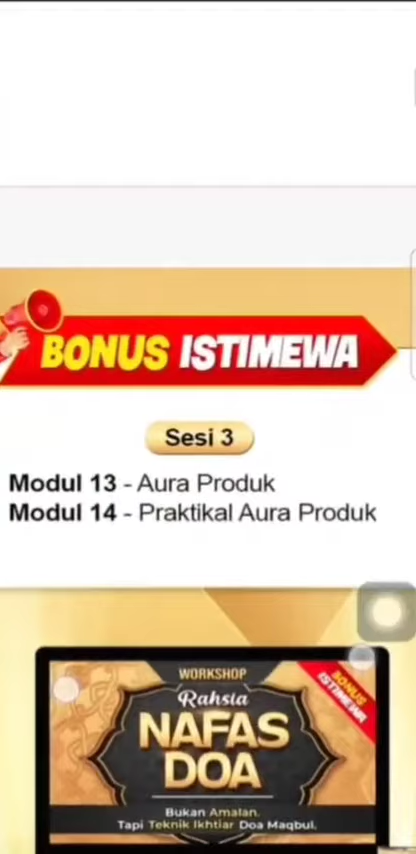 BONUS ISTIMEWA
Sesi 3
Modul 13 - Aura Produk
Modul 14 - Praktikal Aura Produk
WORKSHOP
Rahsia
BONUS
ISTIMEWA
NAFAS
DOA
Bukan Amalan.
Tapi Teknik Ikhtiar Doa Maqbul.